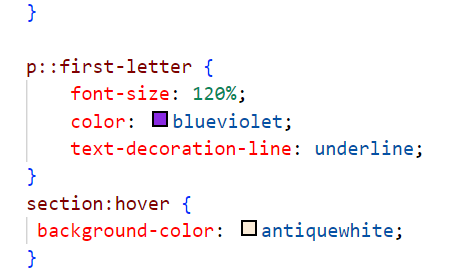 }

p::first-letter {
    font-size: 120%;
    color: blueviolet;
    text-decoration-line: underline;
}
section:hover {
 background-color: antiquewhite;
}